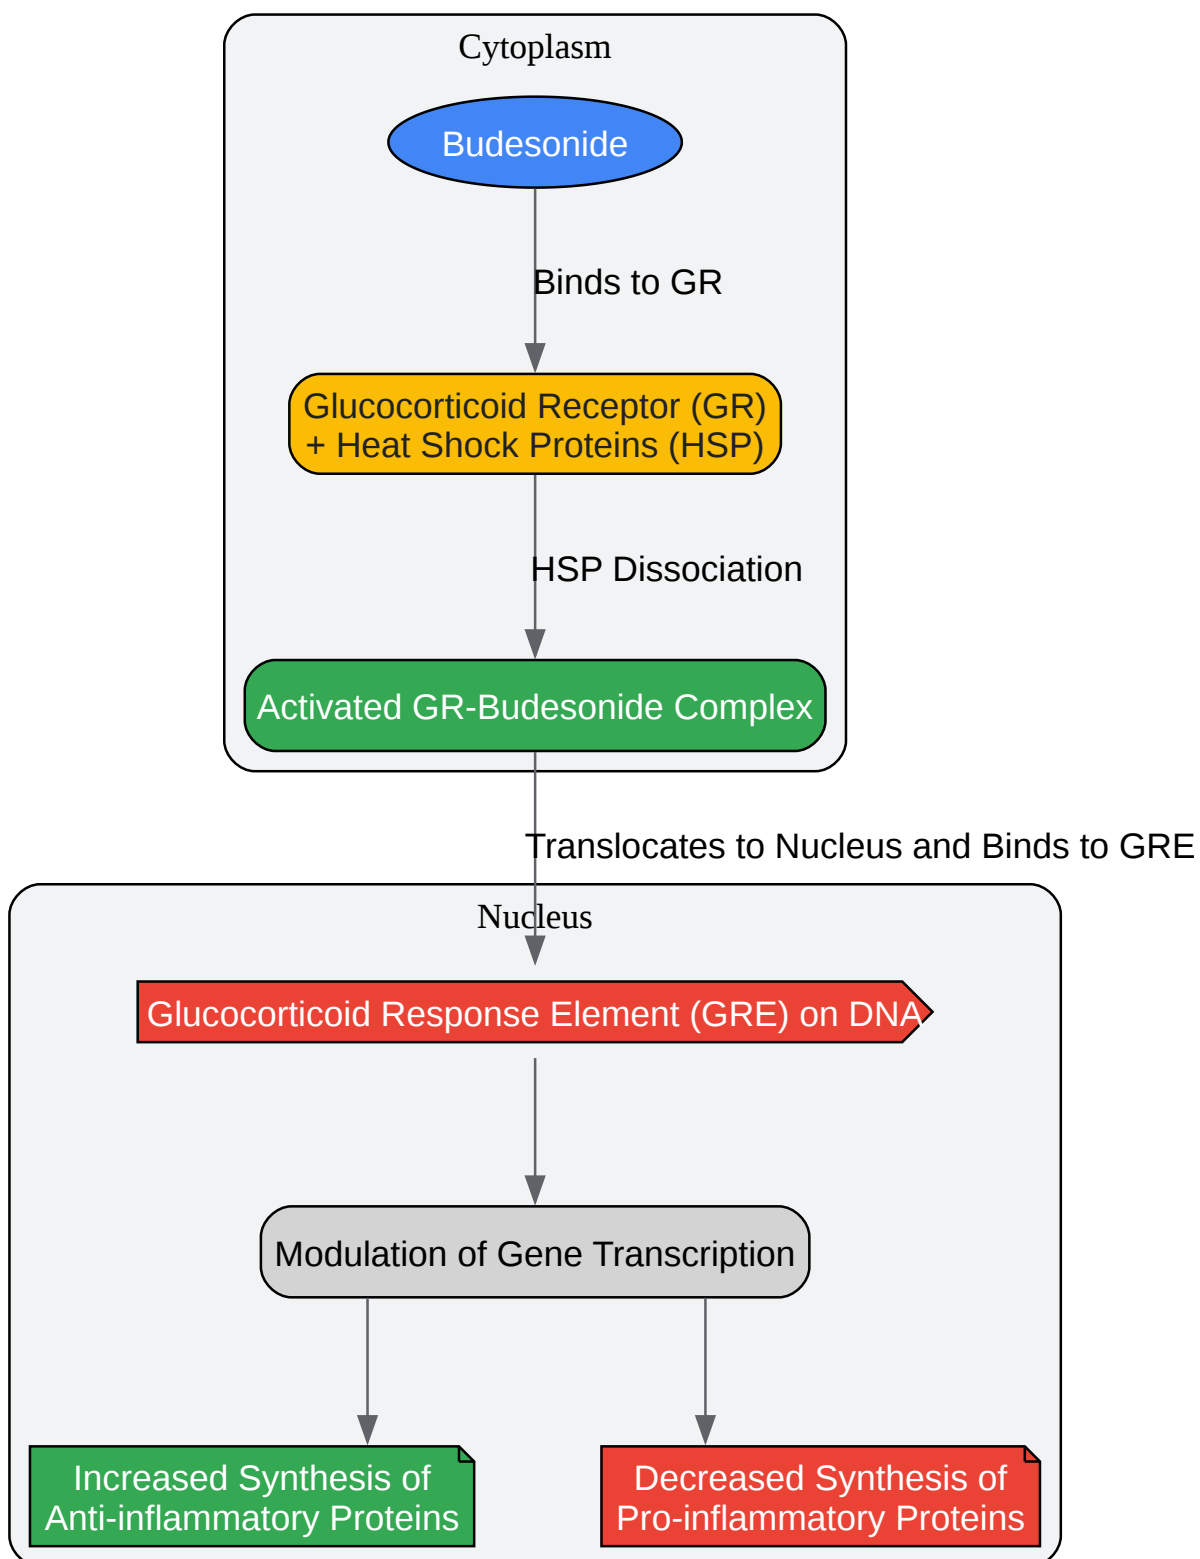 Cytoplasm
Budesonide
Binds to GR
Glucocorticoid Receptor (GR)
+ Heat Shock Proteins (HSP)
HSP Dissociation
Activated GR-Budesonide Complex
Translocates to Nucleus and Binds to GRE
Nucleus
Glucocorticoid Response Element (GRE) on DNA
Modulation of Gene Transcription
Increased Synthesis of
Anti-inflammatory Proteins
Decreased Synthesis of
Pro-inflammatory Proteins